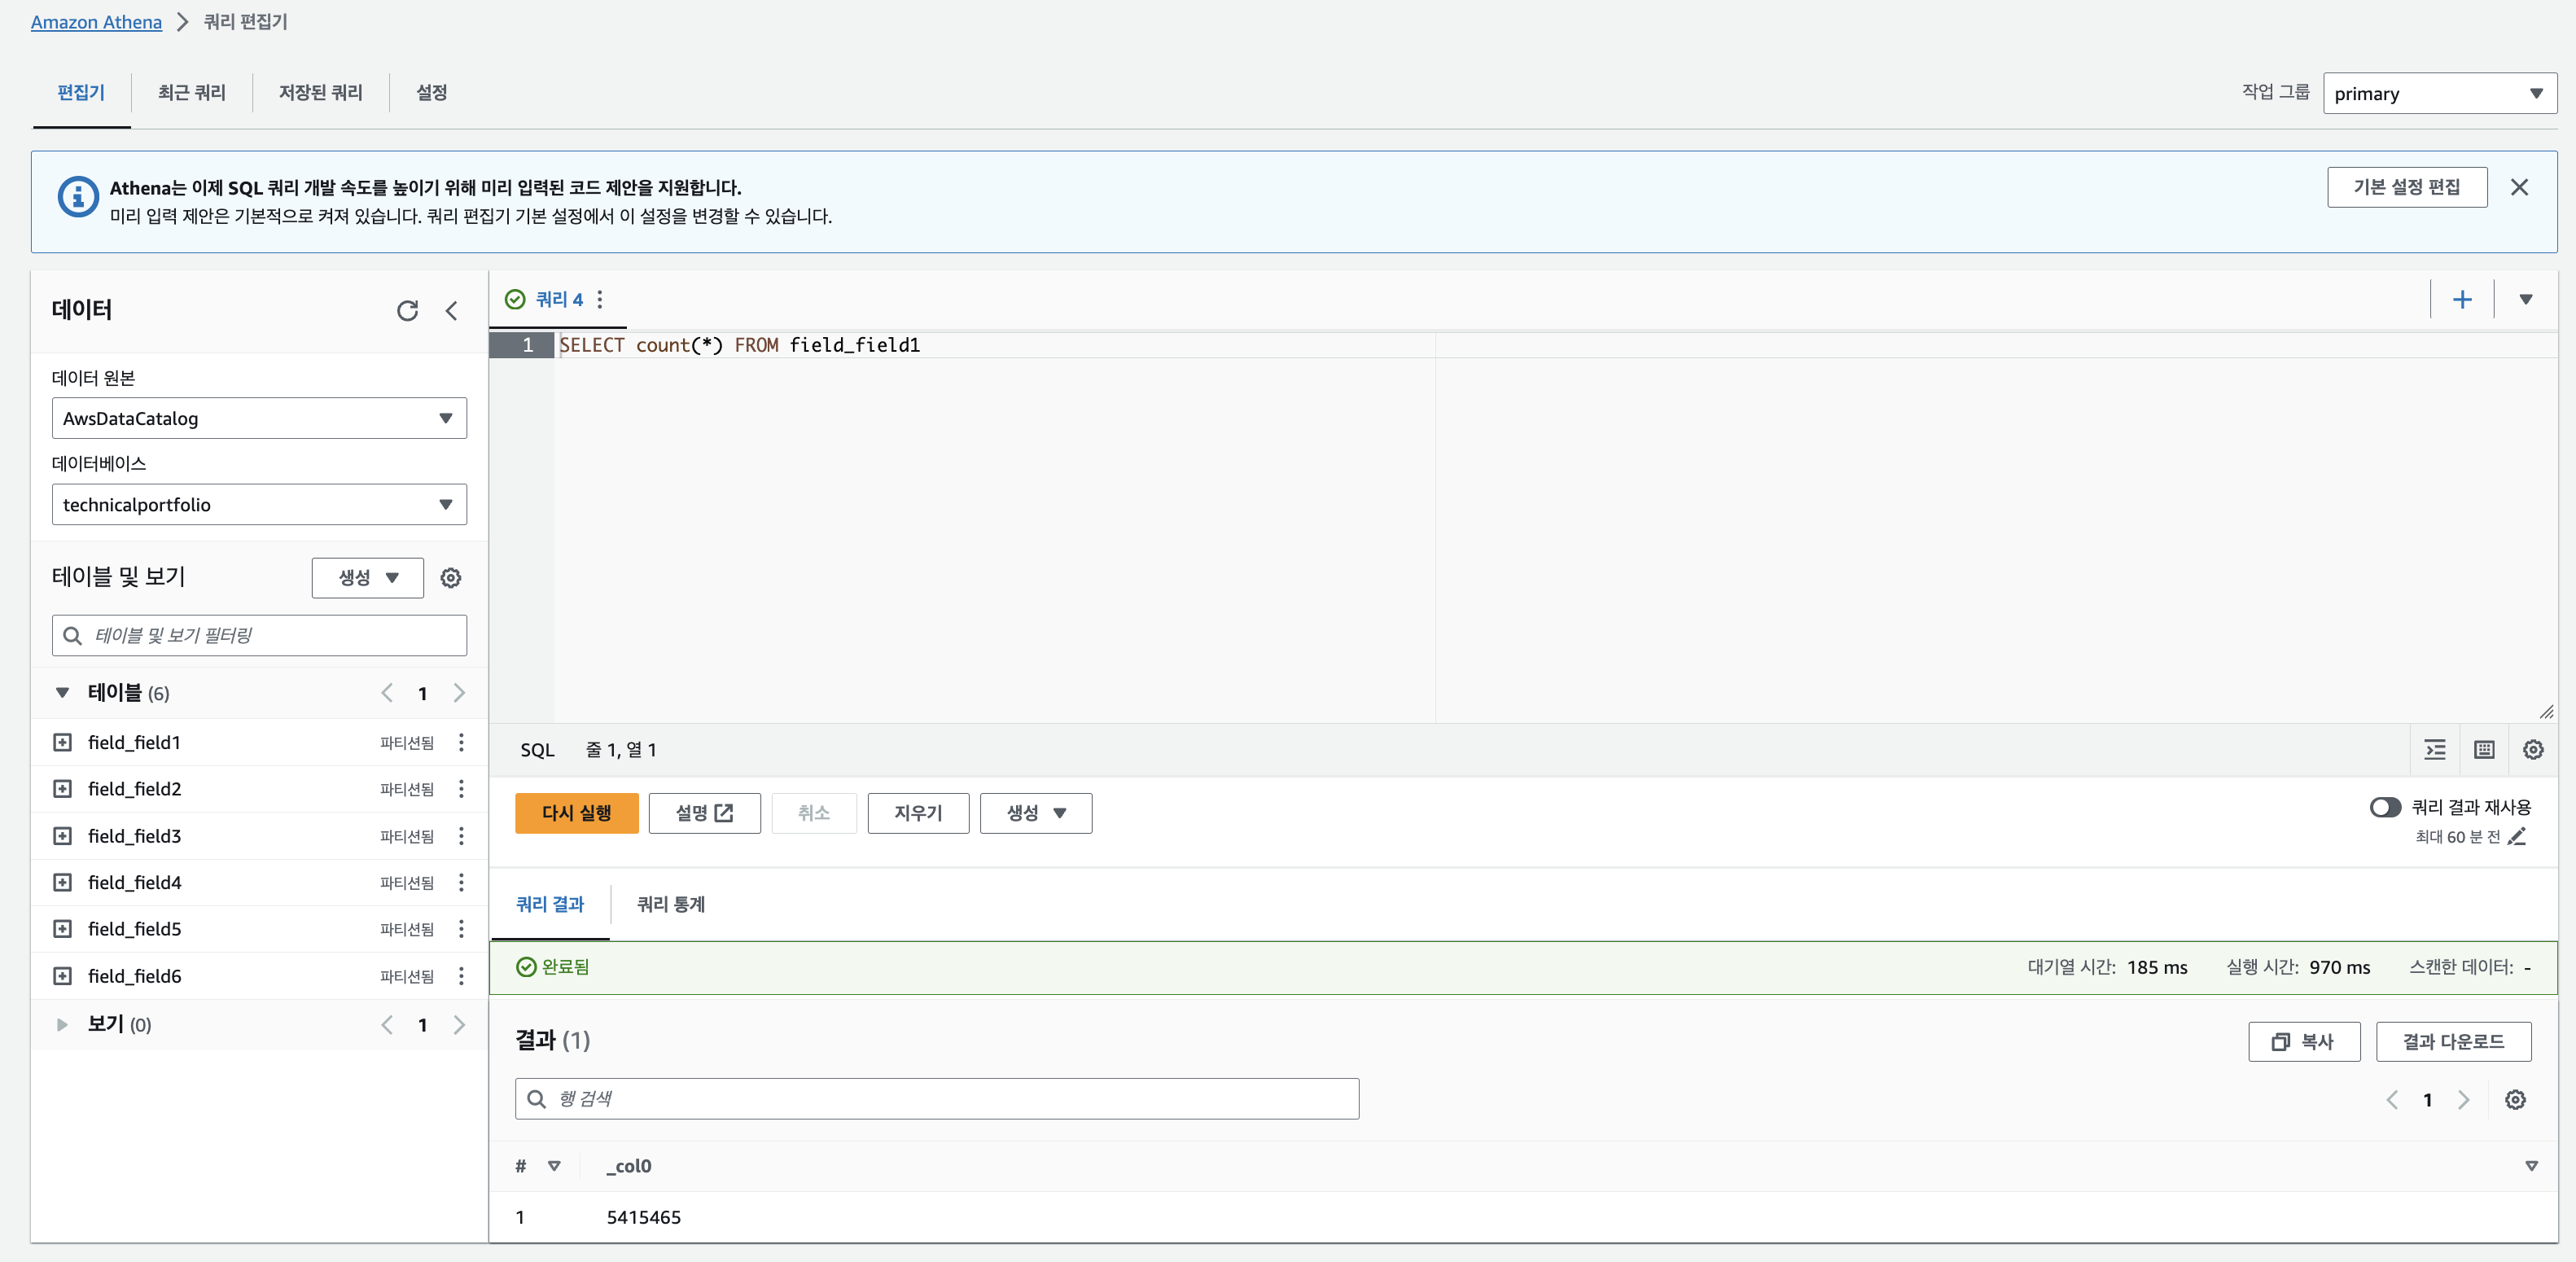 Amazon Athena > 쿼리 편집기
편집기 최근 쿼리 저장된 쿼리 설정
작업 그룹 primary
Athena는 이제 SQL 쿼리 개발 속도를 높이기 위해 미리 입력된 코드 제안을 지원합니다.
미리 입력 제안은 기본적으로 켜져 있습니다. 쿼리 편집기 기본 설정에서 이 설정을 변경할 수 있습니다.
기본 설정 편집
데이터
데이터 원본
AwsDataCatalog
데이터베이스
technicalportfolio
테이블 및 보기 생성
테이블 및 보기 필터링
테이블 (6) 1
field_field1 파티션됨
field_field2 파티션됨
field_field3 파티션됨
field_field4 파티션됨
field_field5 파티션됨
field_field6 파티션됨
보기 (0) 1
쿼리 4
1 SELECT count(*) FROM field_field1
SQL 줄 1, 열 1
다시 실행 설명 취소 지우기 생성
쿼리 결과 재사용
최대 60 분 전
쿼리 결과 쿼리 통계
완료됨 대기열 시간: 185 ms 실행 시간: 970 ms 스캔한 데이터: -
결과 (1) 복사 결과 다운로드
행 검색 1
# _col0
1 5415465